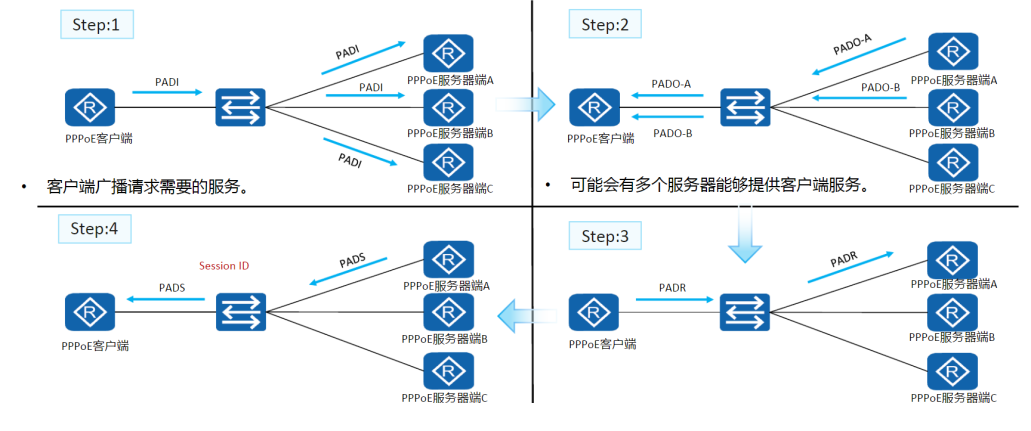 Step:1
PADI
PADI
PADI
PADI
PPPoE客户端
PPPoE服务器端A
PPPoE服务器端B
PPPoE服务器端C
• 客户端广播请求需要的服务。
Step:2
PADO-A
PADO-B
PADO-A
PADO-B
PPPoE客户端
PPPoE服务器端A
PPPoE服务器端B
PPPoE服务器端C
• 可能会有多个服务器能够提供客户端服务。
Step:4
Session ID
PADS
PADS
PPPoE客户端
PPPoE服务器端A
PPPoE服务器端B
PPPoE服务器端C
Step:3
PADR
PADR
PPPoE客户端
PPPoE服务器端A
PPPoE服务器端B
PPPoE服务器端C